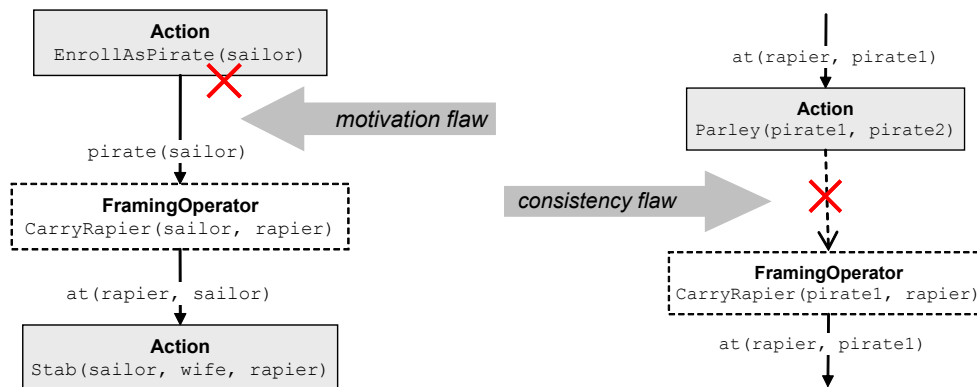 Action
EnrollAsPirate(sailor)
motivation flaw
pirate(sailor)
FramingOperator
CarryRapier(sailor, rapier)
at(rapier, sailor)
Action
Stab(sailor, wife, rapier)
at(rapier, pirate1)
Action
Parley(pirate1, pirate2)
consistency flaw
FramingOperator
CarryRapier(pirate1, rapier)
at(rapier, pirate1)